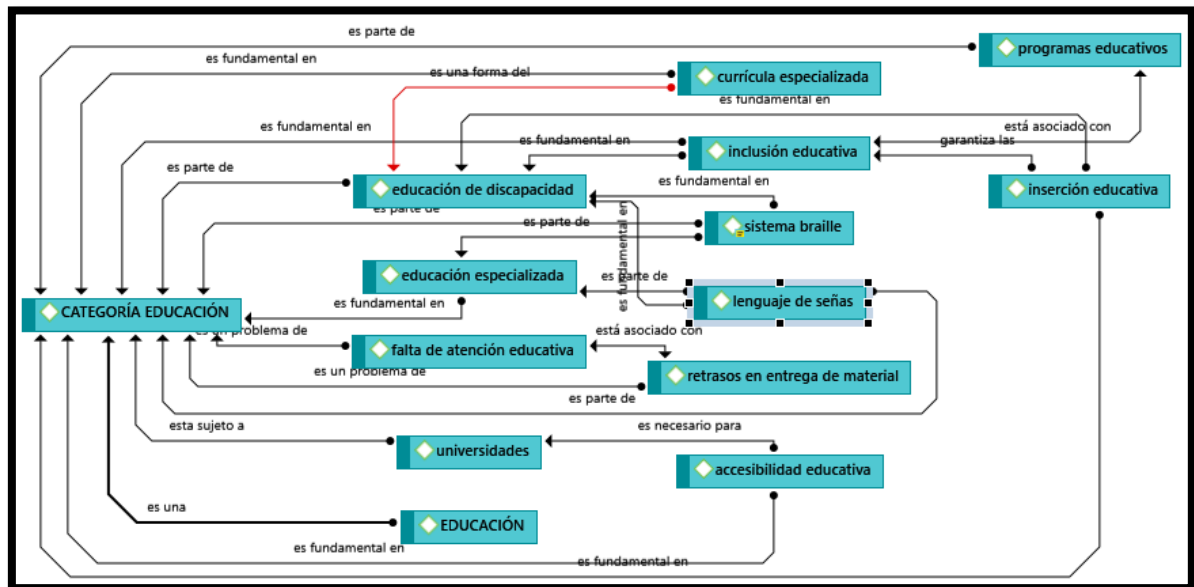 es parte de
programas educativos
es fundamental en
es una forma del
currícula especializada
es fundamental en
es fundamental en
es fundamental en
está asociado con
garantiza las
inclusión educativa
es parte de
es fundamental en
educación de discapacidad
inserción educativa
es parte de
es parte de
sistema braille
es fundamental en
educación especializada
es parte de
lenguaje de señas
es fundamental en
CATEGORÍA EDUCACIÓN
es un problema de
está asociado con
falta de atención educativa
es un problema de
retrasos en entrega de material
es parte de
esta sujeto a
es necesario para
universidades
accesibilidad educativa
es una
EDUCACIÓN
es fundamental en
es fundamental en